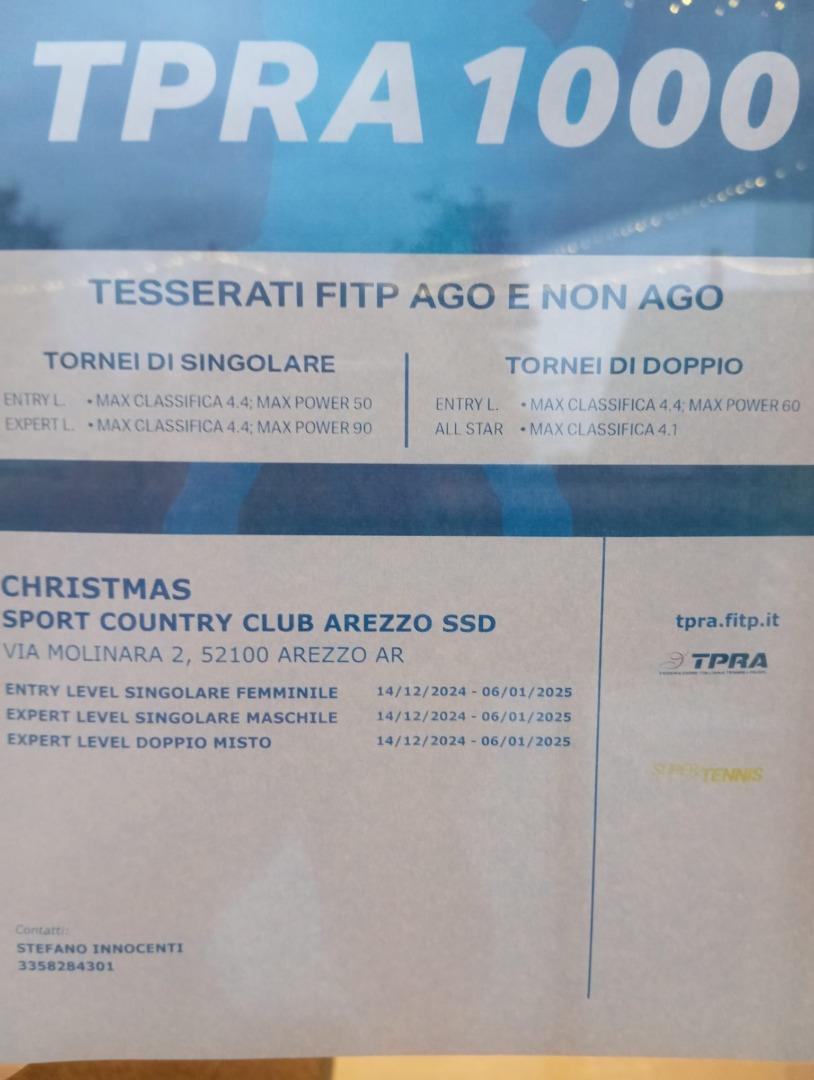 TPRA 1000
TESSERATI FITP AGO E NON AGO
TORNEI DI SINGOLARE
ENTRY L. • MAX CLASSIFICA 4.4; MAX POWER 50
EXPERT L. • MAX CLASSIFICA 4.4; MAX POWER 90
TORNEI DI DOPPIO
ENTRY L. • MAX CLASSIFICA 4.4; MAX POWER 60
ALL STAR • MAX CLASSIFICA 4.1
CHRISTMAS
SPORT COUNTRY CLUB AREZZO SSD
VIA MOLINARA 2, 52100 AREZZO AR
ENTRY LEVEL SINGOLARE FEMMINILE 14/12/2024 - 06/01/2025
EXPERT LEVEL SINGOLARE MASCHILE 14/12/2024 - 06/01/2025
EXPERT LEVEL DOPPIO MISTO 14/12/2024 - 06/01/2025
Contatti:
STEFANO INNOCENTI
3358284301
tpra.fitp.it
TPRA
SUPERTENNIS